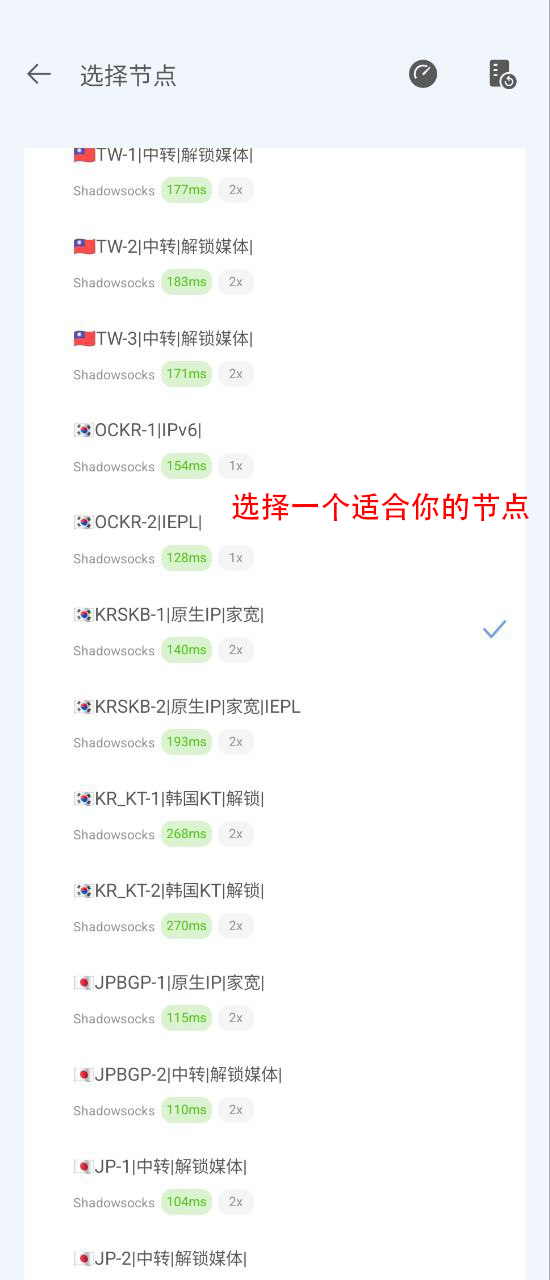 选择节点
TW-1|中转|解锁媒体|
Shadowsocks 177ms 2x
TW-2|中转|解锁媒体|
Shadowsocks 183ms 2x
TW-3|中转|解锁媒体|
Shadowsocks 171ms 2x
OCKR-1|IPv6|
Shadowsocks 154ms 1x
选择一个适合你的节点
OCKR-2|IEPL|
Shadowsocks 128ms 1x
KRSKB-1|原生IP|家宽|
Shadowsocks 140ms 2x
KRSKB-2|原生IP|家宽|IEPL
Shadowsocks 193ms 2x
KR_KT-1|韩国KT|解锁|
Shadowsocks 268ms 2x
KR_KT-2|韩国KT|解锁|
Shadowsocks 270ms 2x
JPBGP-1|原生IP|家宽|
Shadowsocks 115ms 2x
JPBGP-2|中转|解锁媒体|
Shadowsocks 110ms 2x
JP-1|中转|解锁媒体|
Shadowsocks 104ms 2x
JP-2|中转|解锁媒体|